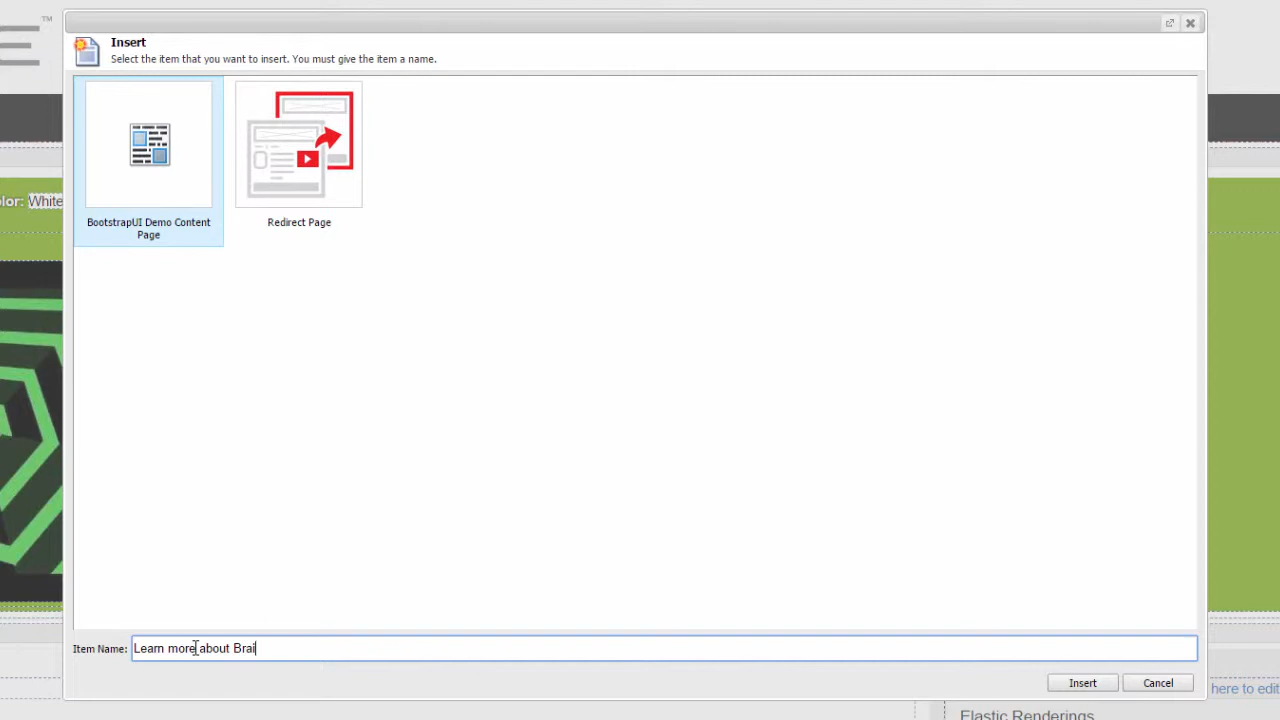 TM
Insert
Select the item that you want to insert. You must give the item a name.
olor: White
BootstrapUI Demo Content
Page
Redirect Page
Item Name: Learn more about Brai
Insert Cancel
here to edit
Elastic Renderings